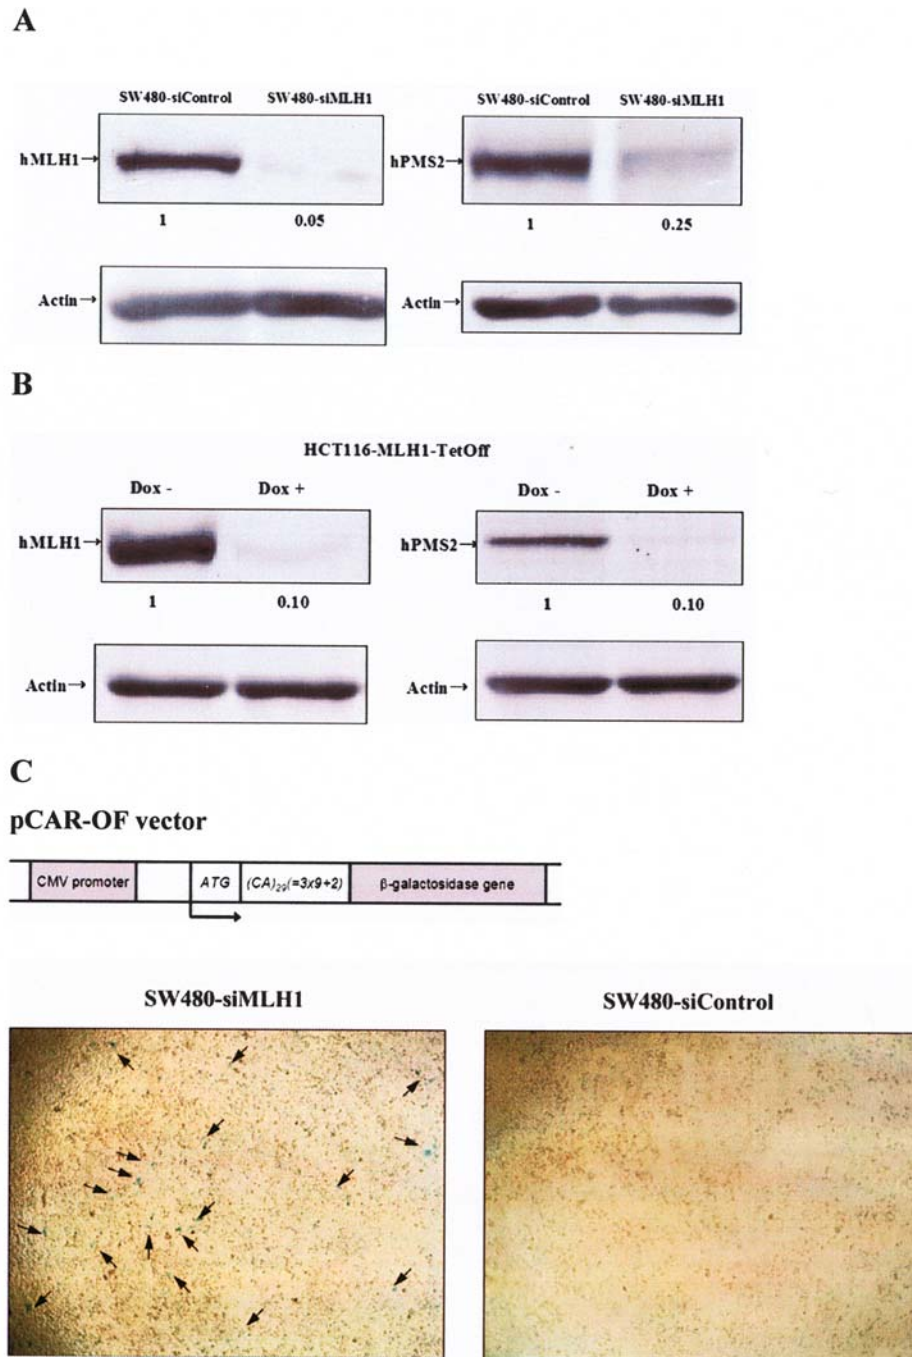 A
SW480-siControl SW480-siMLH1 SW480-siControl SW480-siMLH1
hMLH1→ hPMS2→
1 0.05 1 0.25
Actin→ Actin→
B
HCT116-MLH1-TetOff
Dox - Dox + Dox - Dox +
hMLH1→ hPMS2→
1 0.10 1 0.10
Actin→ Actin→
C
pCAR-OF vector
CMV promoter ATG (CA)29(=3x9+2) β-galactosidase gene
SW480-siMLH1 SW480-siControl